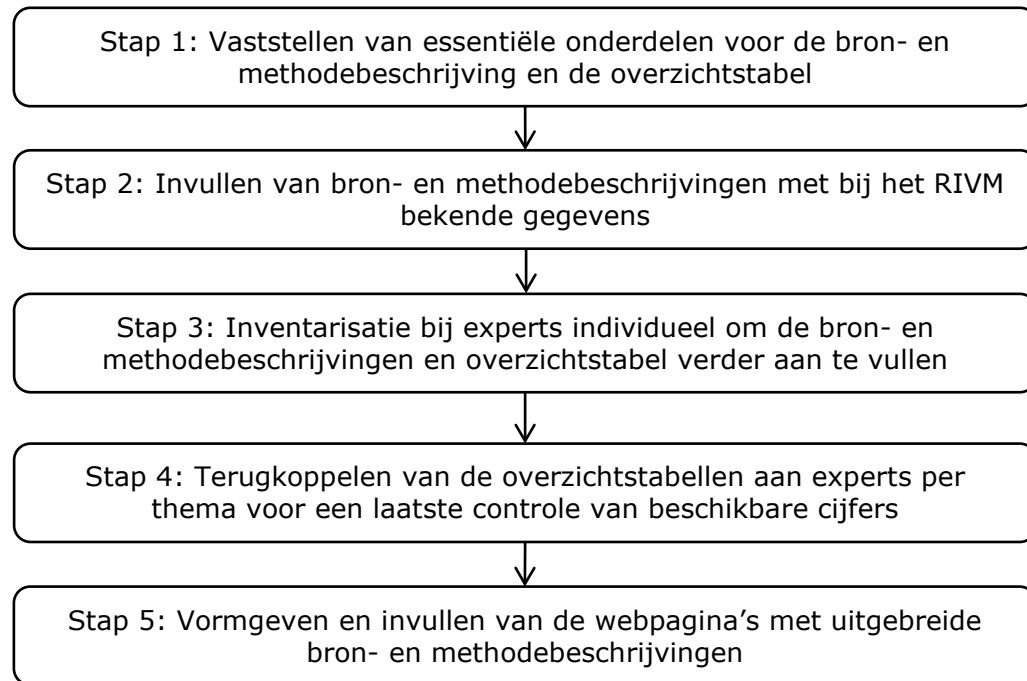 Stap 1: Vaststellen van essentiële onderdelen voor de bron- en
methodebeschrijving en de overzichtstabel
Stap 2: Invullen van bron- en methodebeschrijvingen met bij het RIVM
bekende gegevens
Stap 3: Inventarisatie bij experts individueel om de bron- en
methodebeschrijvingen en overzichtstabel verder aan te vullen
Stap 4: Terugkoppelen van de overzichtstabellen aan experts per
thema voor een laatste controle van beschikbare cijfers
Stap 5: Vormgeven en invullen van de webpagina’s met uitgebreide
bron- en methodebeschrijvingen